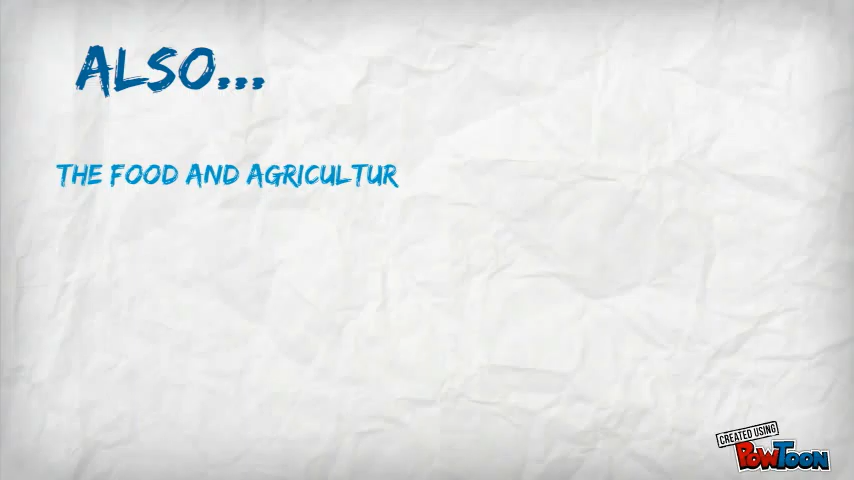 ALSO...
THE FOOD AND AGRICULTUR
CREATED USING
POWTOON